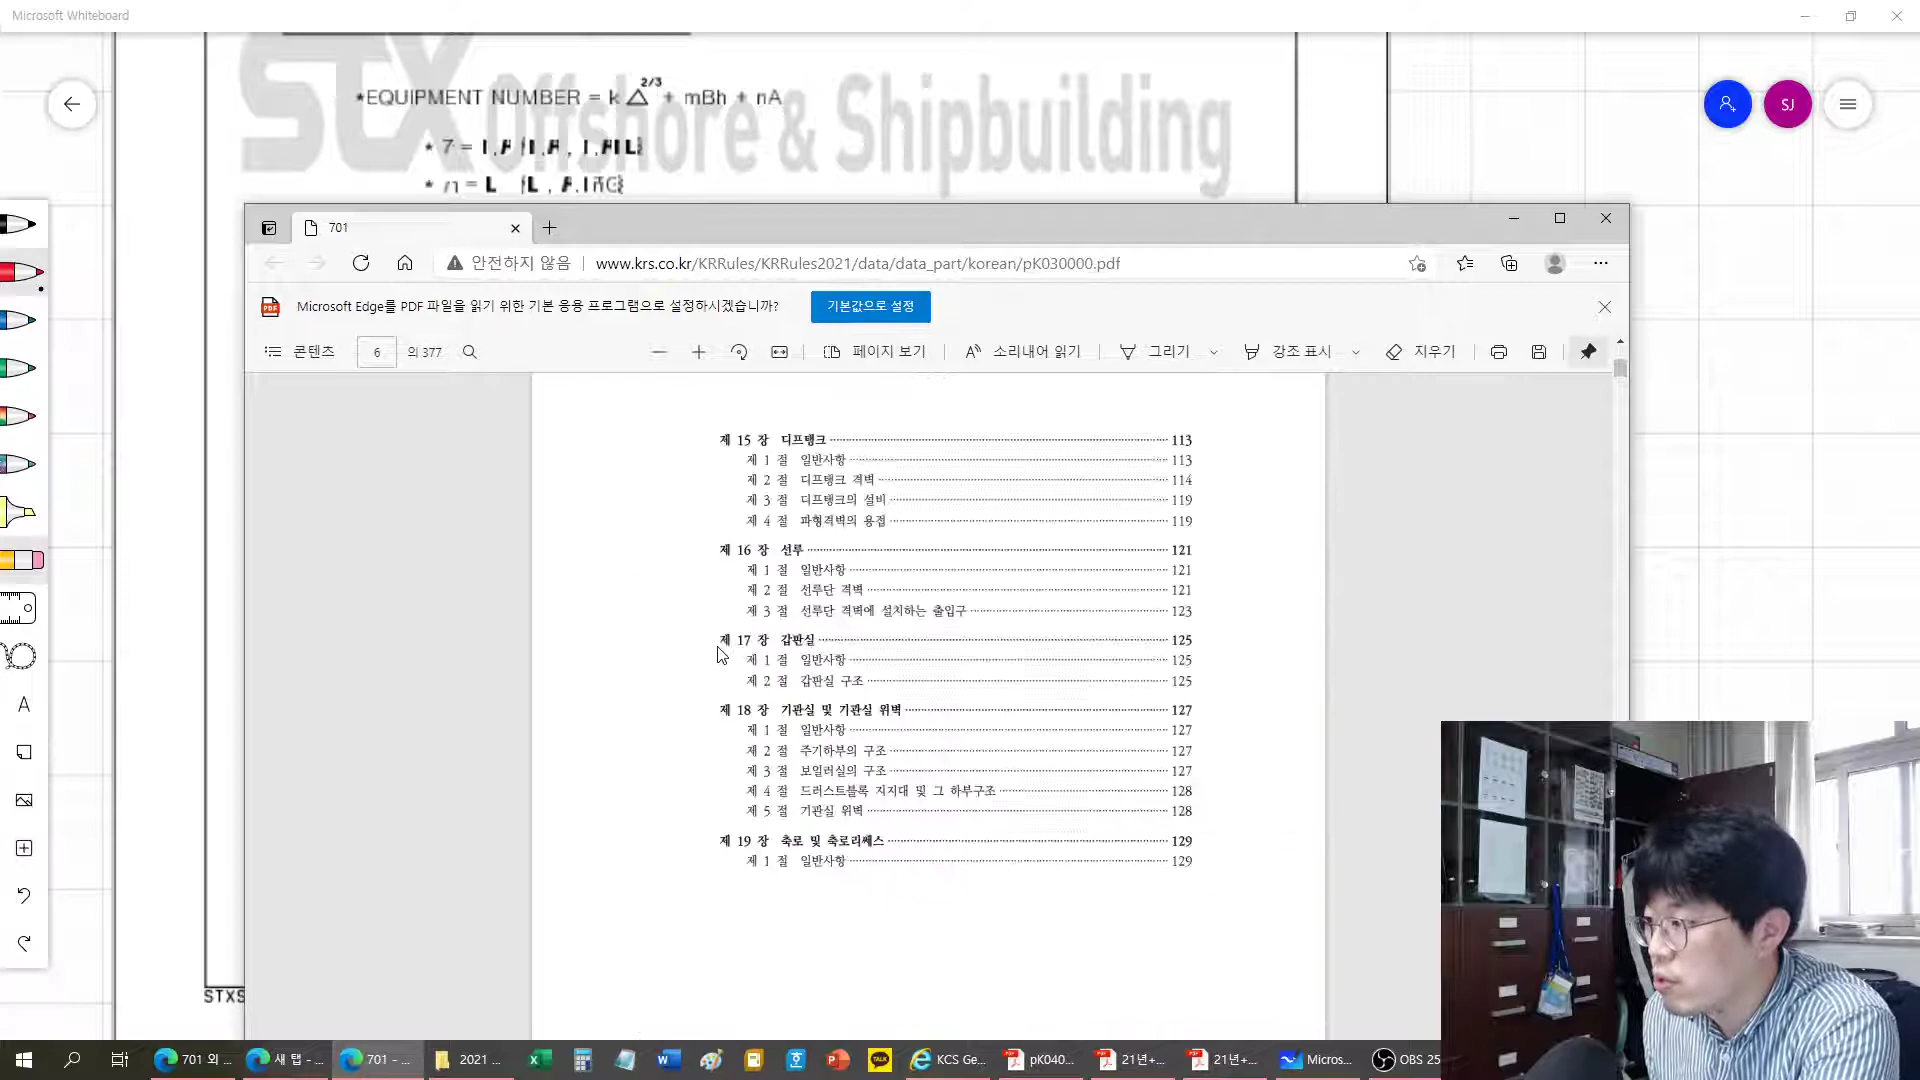 Microsoft Whiteboard
STX Offshore & Shipbuilding
*EQUIPMENT NUMBER = k △ 2/3 + mBh + nA
SJ
701
안전하지 않음 www.krs.co.kr/KRRules/KRRules2021/data/data_part/korean/pK030000.pdf
Microsoft Edge를 PDF 파일을 읽기 위한 기본 응용 프로그램으로 설정하시겠습니까? 기본값으로 설정
콘텐츠 6 의 377 페이지 보기 소리내어 읽기 그리기 강조 표시 지우기
제 15 장 디프탱크 113
제 1 절 일반사항 113
제 2 절 디프탱크 격벽 114
제 3 절 디프탱크의 설비 119
제 4 절 파형격벽의 용접 119
제 16 장 선루 121
제 1 절 일반사항 121
제 2 절 선루단 격벽 121
제 3 절 선루단 격벽에 설치하는 출입구 123
제 17 장 갑판실 125
제 1 절 일반사항 125
제 2 절 갑판실 구조 125
제 18 장 기관실 및 기관실 위벽 127
제 1 절 일반사항 127
제 2 절 주기하부의 구조 127
제 3 절 보일러실의 구조 127
제 4 절 드러스트블록 지지대 및 그 하부구조 128
제 5 절 기관실 위벽 128
제 19 장 축로 및 축로리쎄스 129
제 1 절 일반사항 129
STXS
701 외 ... 새 탭 - ... 701 - ... 2021 ... KCS Ge... pK040... 21년+... 21년+... Micros... OBS 25